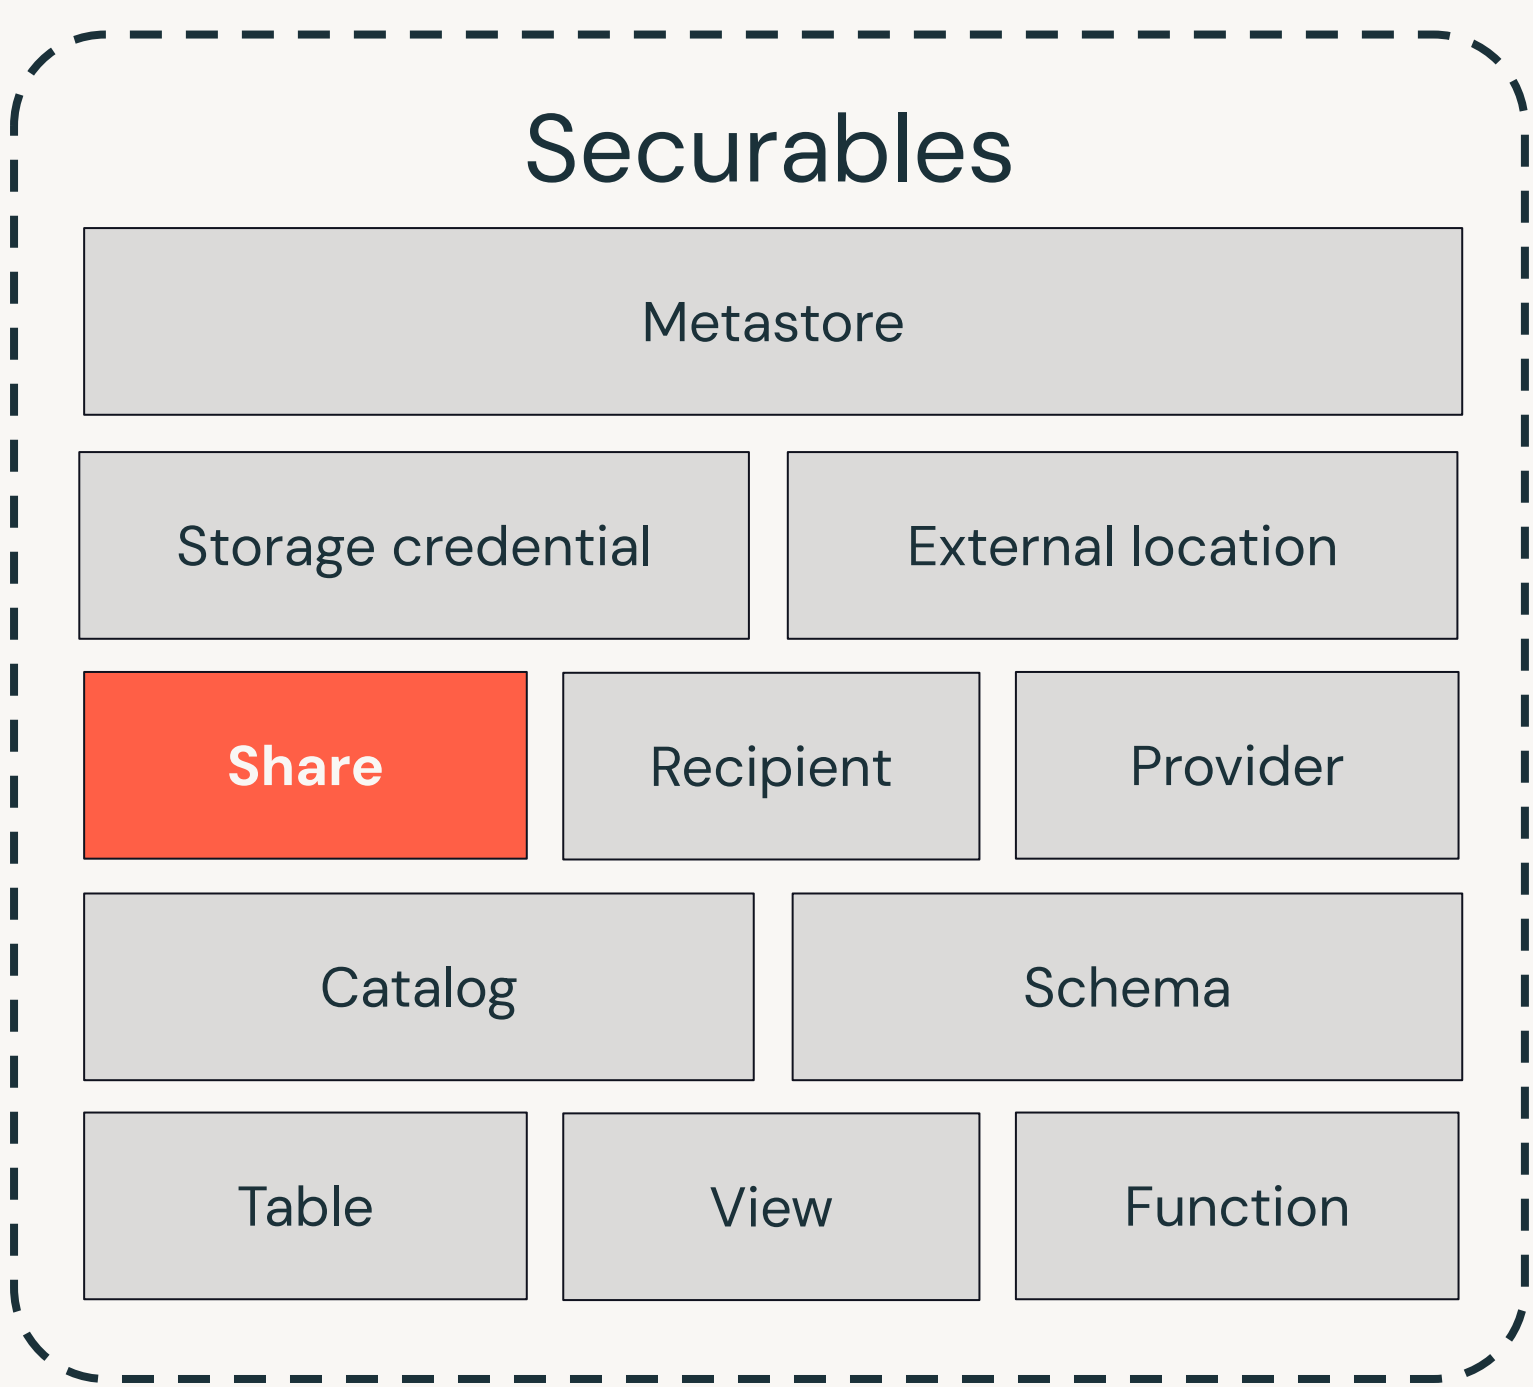 Securables
Metastore
Storage credential
External location
Share
Recipient
Provider
Catalog
Schema
Table
View
Function